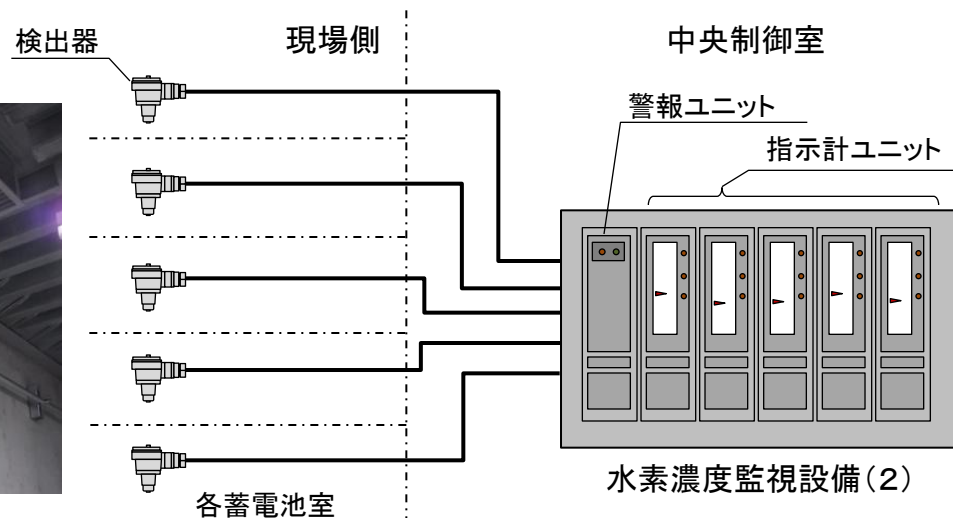 検出器
現場側
中央制御室
警報ユニット
指示計ユニット
水素濃度監視設備(2)
各蓄電池室